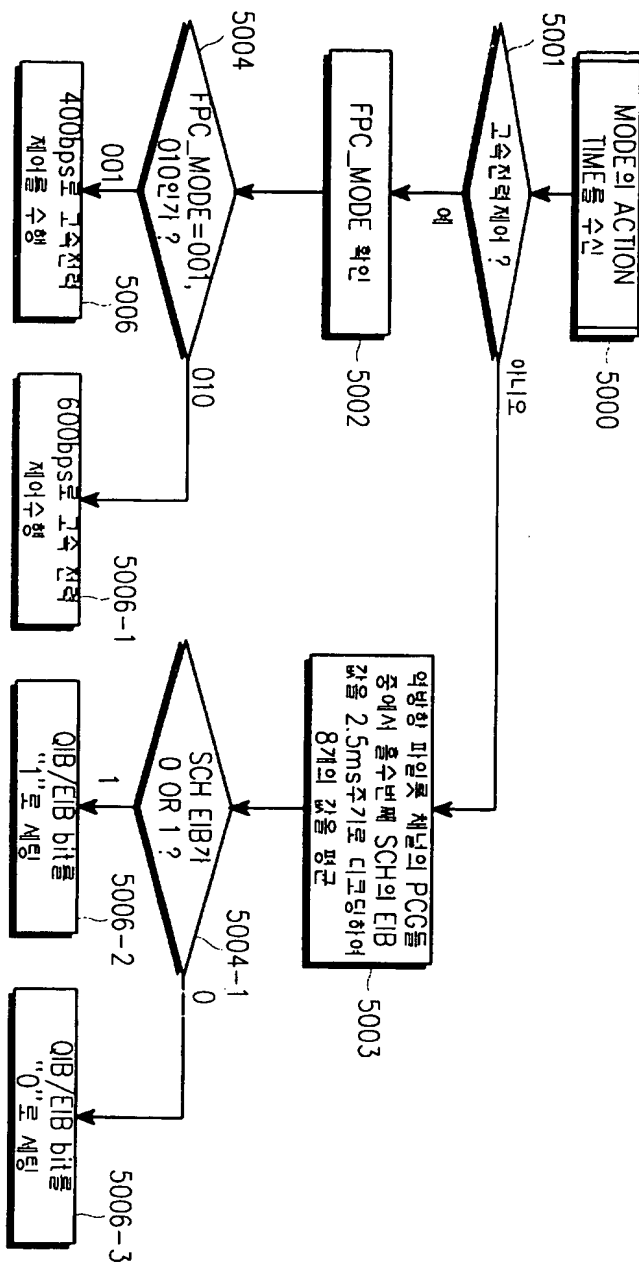 MODE의 ACTION
TIME를 수신
5000
5001
고속전력제어 ?
예
아니오
FPC_MODE 확인
5002
역방향 파일롯 채널의 PCG들
중에서 홀수번째 SCH의 EIB
값을 2.5ms주기로 디코딩하여
8개의 값을 평균
5003
5004
FPC_MODE=001,
010인가 ?
001
010
SCH EIB가
0 OR 1 ?
5004-1
1
0
400bps로 고속전력
제어를 수행
5006
600bps로 고속 전력
제어수행
5006-1
QIB/EIB bit를
"1"로 세팅
5006-2
QIB/EIB bit를
"0"로 세팅
5006-3